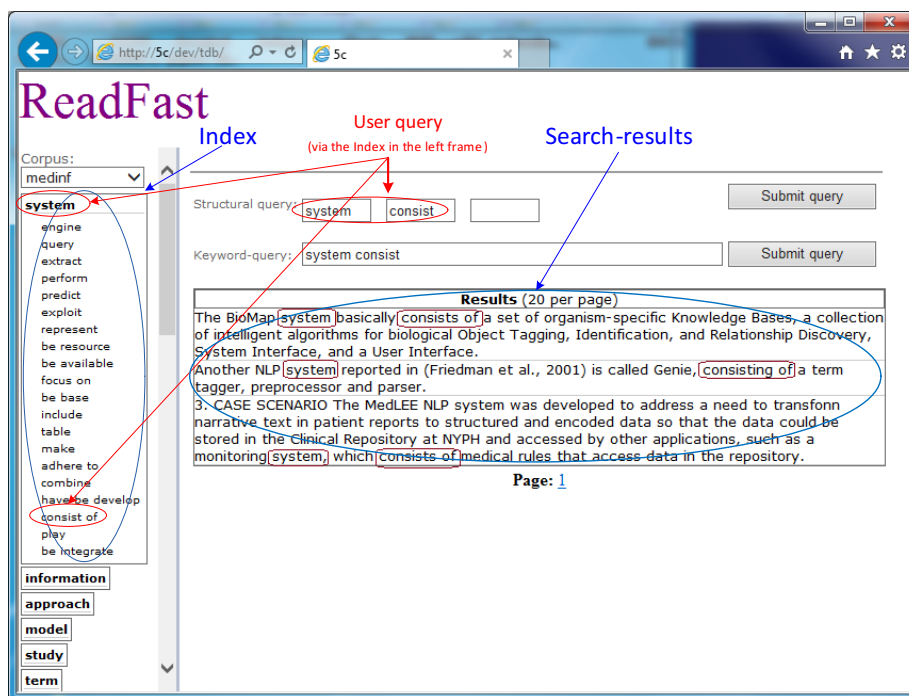 http://5c/dev/tdb/
5c
ReadFast
Index
User query
(via the Index in the left frame)
Search-results
Corpus:
medinf
system
engine
query
extract
perform
predict
exploit
represent
be resource
be available
focus on
be base
include
table
make
adhere to
combine
have be develop
consist of
play
be integrate
information
approach
model
study
term
Structural query:
system
consist
Submit query
Keyword-query:
system consist
Submit query
Results (20 per page)
The BioMap system basically consists of a set of organism-specific Knowledge Bases, a collection
of intelligent algorithms for biological Object Tagging, Identification, and Relationship Discovery,
System Interface, and a User Interface.
Another NLP system reported in (Friedman et al., 2001) is called Genie, consisting of a term
tagger, preprocessor and parser.
3. CASE SCENARIO The MedLEE NLP system was developed to address a need to transfonn
narrative text in patient reports to structured and encoded data so that the data could be
stored in the Clinical Repository at NYPH and accessed by other applications, such as a
monitoring system, which consists of medical rules that access data in the repository.
Page: 1